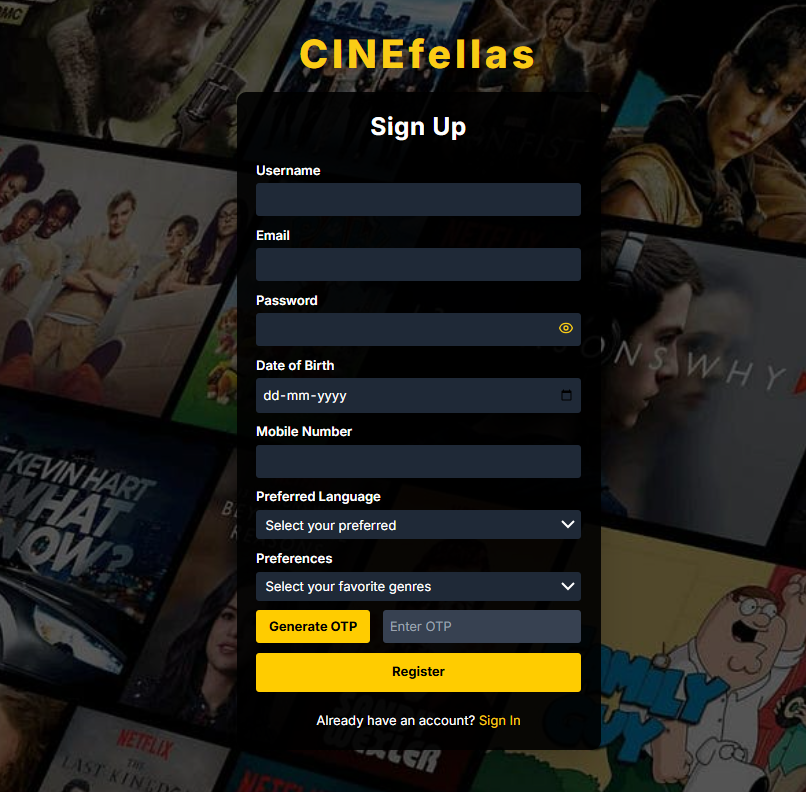 MC
CINEfellas
Sign Up
Username
Email
Password
Date of Birth
dd-mm-yyyy
Mobile Number
Preferred Language
Select your preferred
Preferences
Select your favorite genres
Generate OTP
Enter OTP
Register
Already have an account? Sign In
ONS WHY
KEVIN HART
WHAT
NOW?
FAMILY
GUY
NETFLIX
THE
LAST KINGDOM
NETFLIX